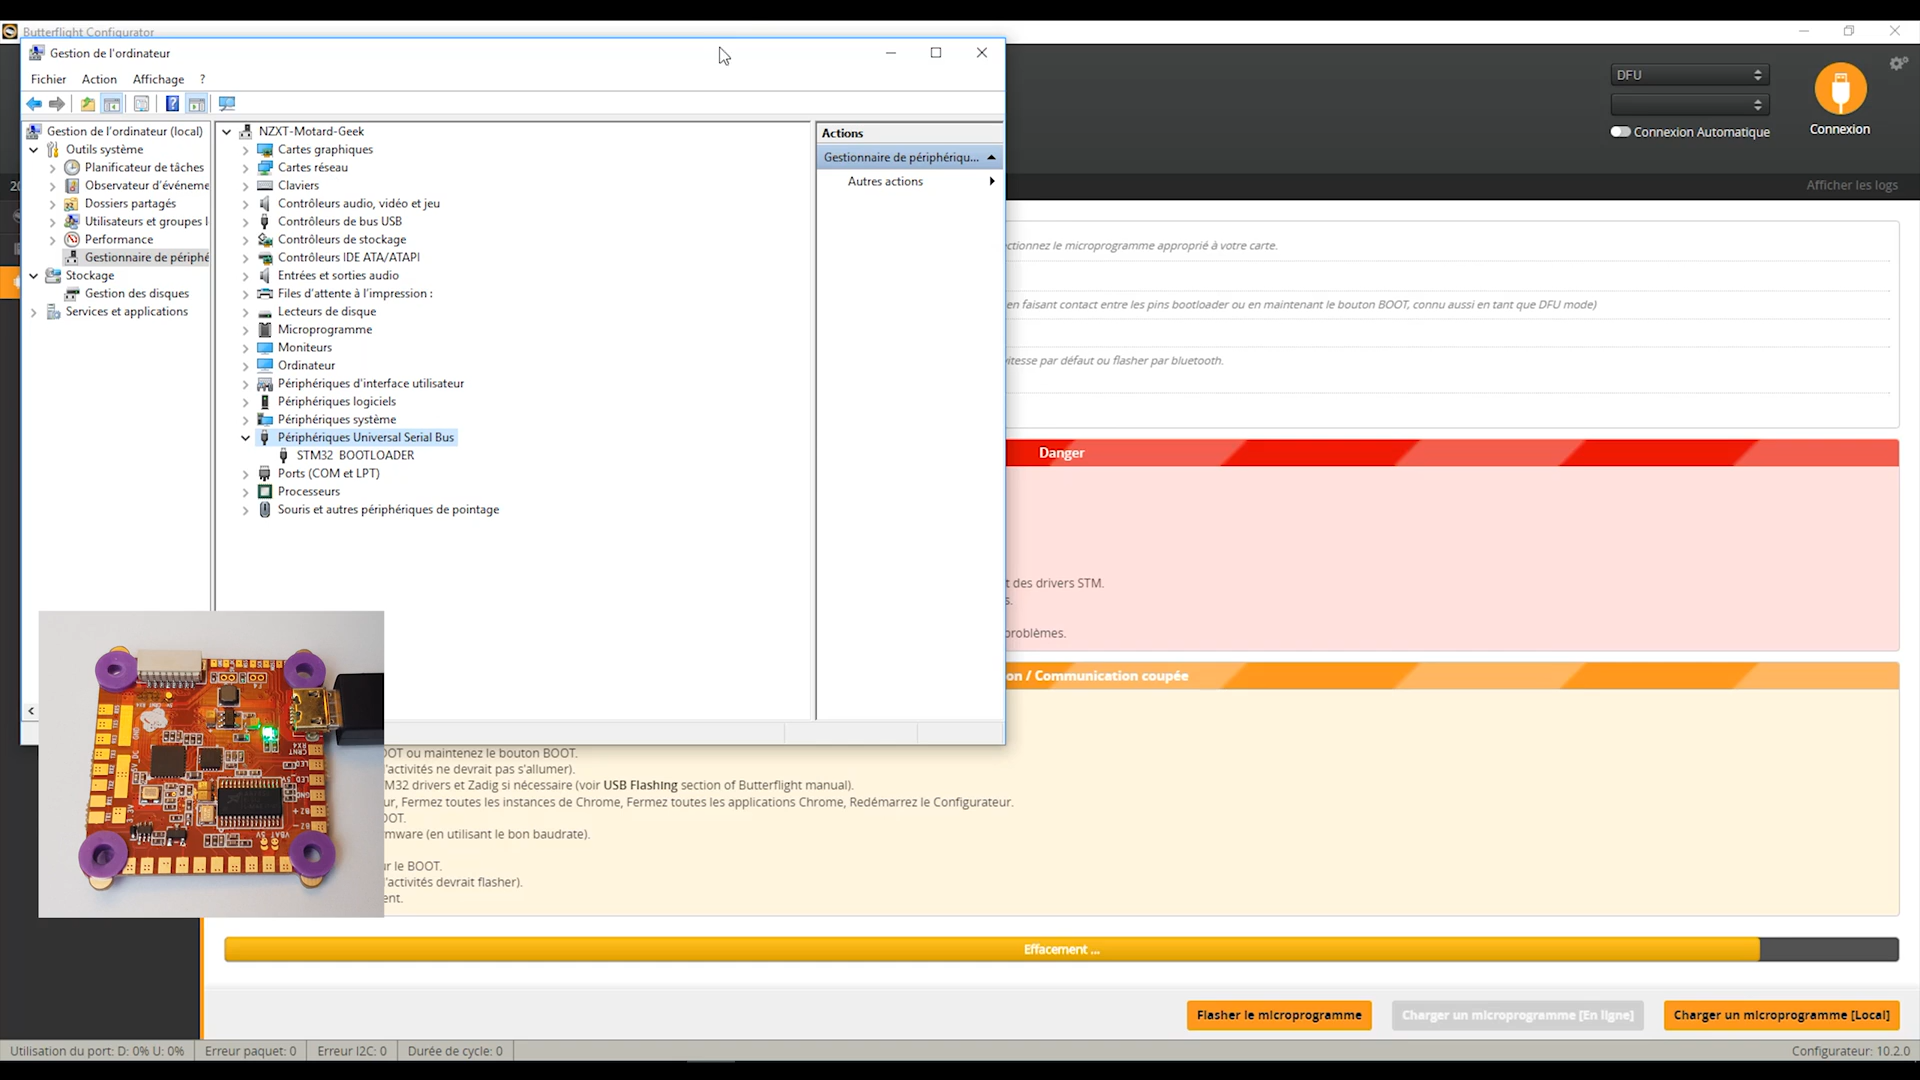 Butterflight Configurator
Gestion de l'ordinateur
Fichier Action Affichage ?
Gestion de l'ordinateur (local)
Outils système
Planificateur de tâches
Observateur d'événeme
Dossiers partagés
Utilisateurs et groupes l
Performance
Gestionnaire de périphé
Stockage
Gestion des disques
Services et applications
NZXT-Motard-Geek
Cartes graphiques
Cartes réseau
Claviers
Contrôleurs audio, vidéo et jeu
Contrôleurs de bus USB
Contrôleurs de stockage
Contrôleurs IDE ATA/ATAPI
Entrées et sorties audio
Files d'attente à l'impression :
Lecteurs de disque
Microprogramme
Moniteurs
Ordinateur
Périphériques d'interface utilisateur
Périphériques logiciels
Périphériques système
Périphériques Universal Serial Bus
STM32 BOOTLOADER
Ports (COM et LPT)
Processeurs
Souris et autres périphériques de pointage
Actions
Gestionnaire de périphériqu...
Autres actions
DFU
Connexion Automatique
Connexion
20
Afficher les logs
ctionnez le microprogramme approprié à votre carte.
en faisant contact entre les pins bootloader ou en maintenant le bouton BOOT, connu aussi en tant que DFU mode)
itesse par défaut ou flasher par bluetooth.
Danger
t des drivers STM.
s.
problèmes.
on / Communication coupée
OOT ou maintenez le bouton BOOT.
'activités ne devrait pas s'allumer).
M32 drivers et Zadig si nécessaire (voir USB Flashing section of Butterflight manual).
ur, Fermez toutes les instances de Chrome, Fermez toutes les applications Chrome, Redémarrez le Configurateur.
OT.
mware (en utilisant le bon baudrate).
ur le BOOT.
'activités devrait flasher).
ent.
VBAT 5V
Effacement ...
Flasher le microprogramme
Charger un microprogramme [En ligne]
Charger un microprogramme [Local]
Utilisation du port: D: 0% U: 0% Erreur paquet: 0 Erreur I2C: 0 Durée de cycle: 0
Configurateur: 10.2.0